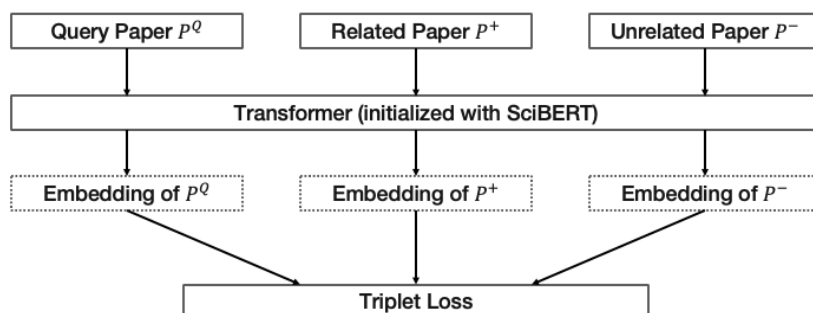 Query Paper P^Q
Related Paper P^+
Unrelated Paper P^−
Transformer (initialized with SciBERT)
Embedding of P^Q
Embedding of P^+
Embedding of P^−
Triplet Loss